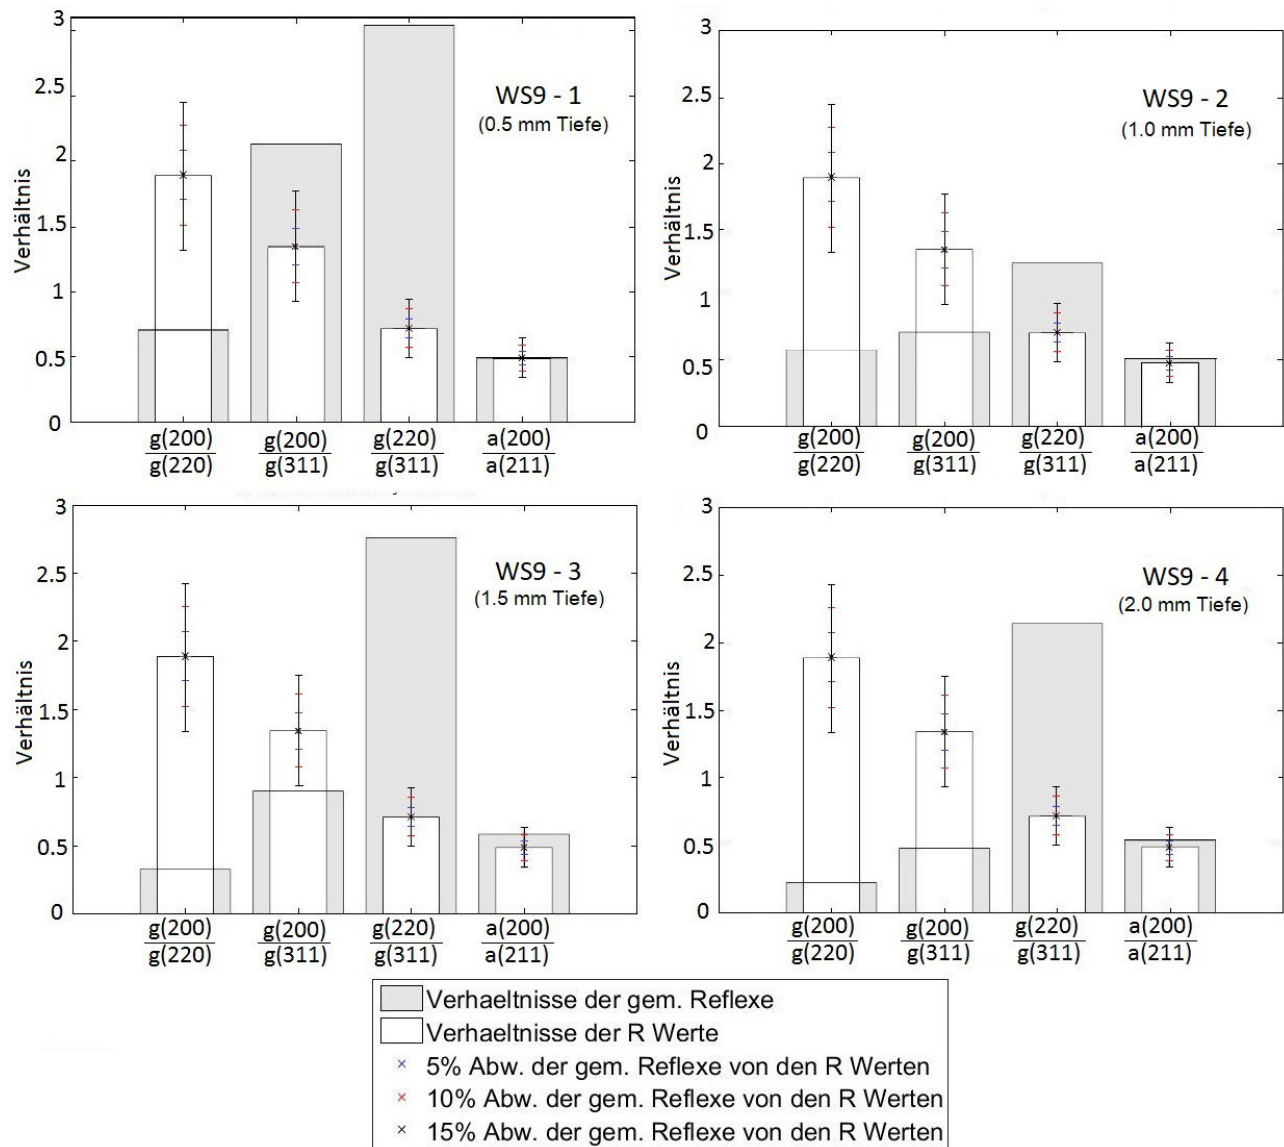 3
2.5
2
1.5
1
0.5
0
Verhältnis
WS9 - 1
(0.5 mm Tiefe)
g(200)
g(220)
g(200)
g(311)
g(220)
g(311)
a(200)
a(211)
3
2.5
2
1.5
1
0.5
0
Verhältnis
WS9 - 2
(1.0 mm Tiefe)
g(200)
g(220)
g(200)
g(311)
g(220)
g(311)
a(200)
a(211)
3
2.5
2
1.5
1
0.5
0
Verhältnis
WS9 - 3
(1.5 mm Tiefe)
g(200)
g(220)
g(200)
g(311)
g(220)
g(311)
a(200)
a(211)
3
2.5
2
1.5
1
0.5
0
Verhältnis
WS9 - 4
(2.0 mm Tiefe)
g(200)
g(220)
g(200)
g(311)
g(220)
g(311)
a(200)
a(211)
Verhaeltnisse der gem. Reflexe
Verhaeltnisse der R Werte
5% Abw. der gem. Reflexe von den R Werten
10% Abw. der gem. Reflexe von den R Werten
15% Abw. der gem. Reflexe von den R Werten